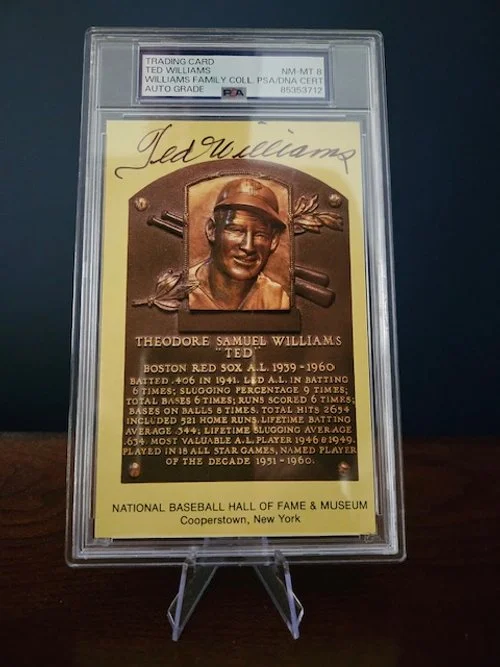 TRADING CARD
TED WILLIAMS NM-MT 8
WILLIAMS FAMILY COLL. PSA/DNA CERT
AUTO GRADE PSA 85353712
Ted Williams
THEODORE SAMUEL WILLIAMS
"TED"
BOSTON RED SOX A.L. 1939-1960
BATTED .406 IN 1941. LED A.L. IN BATTING
6 TIMES; SLUGGING PERCENTAGE 9 TIMES;
TOTAL BASES 6 TIMES; RUNS SCORED 6 TIMES;
BASES ON BALLS 8 TIMES. TOTAL HITS 2654
INCLUDED 521 HOME RUNS. LIFETIME BATTING
AVERAGE .344; LIFETIME SLUGGING AVERAGE
.634. MOST VALUABLE A.L. PLAYER 1946 & 1949.
PLAYED IN 18 ALL STAR GAMES, NAMED PLAYER
OF THE DECADE 1951-1960.
NATIONAL BASEBALL HALL OF FAME & MUSEUM
Cooperstown, New York